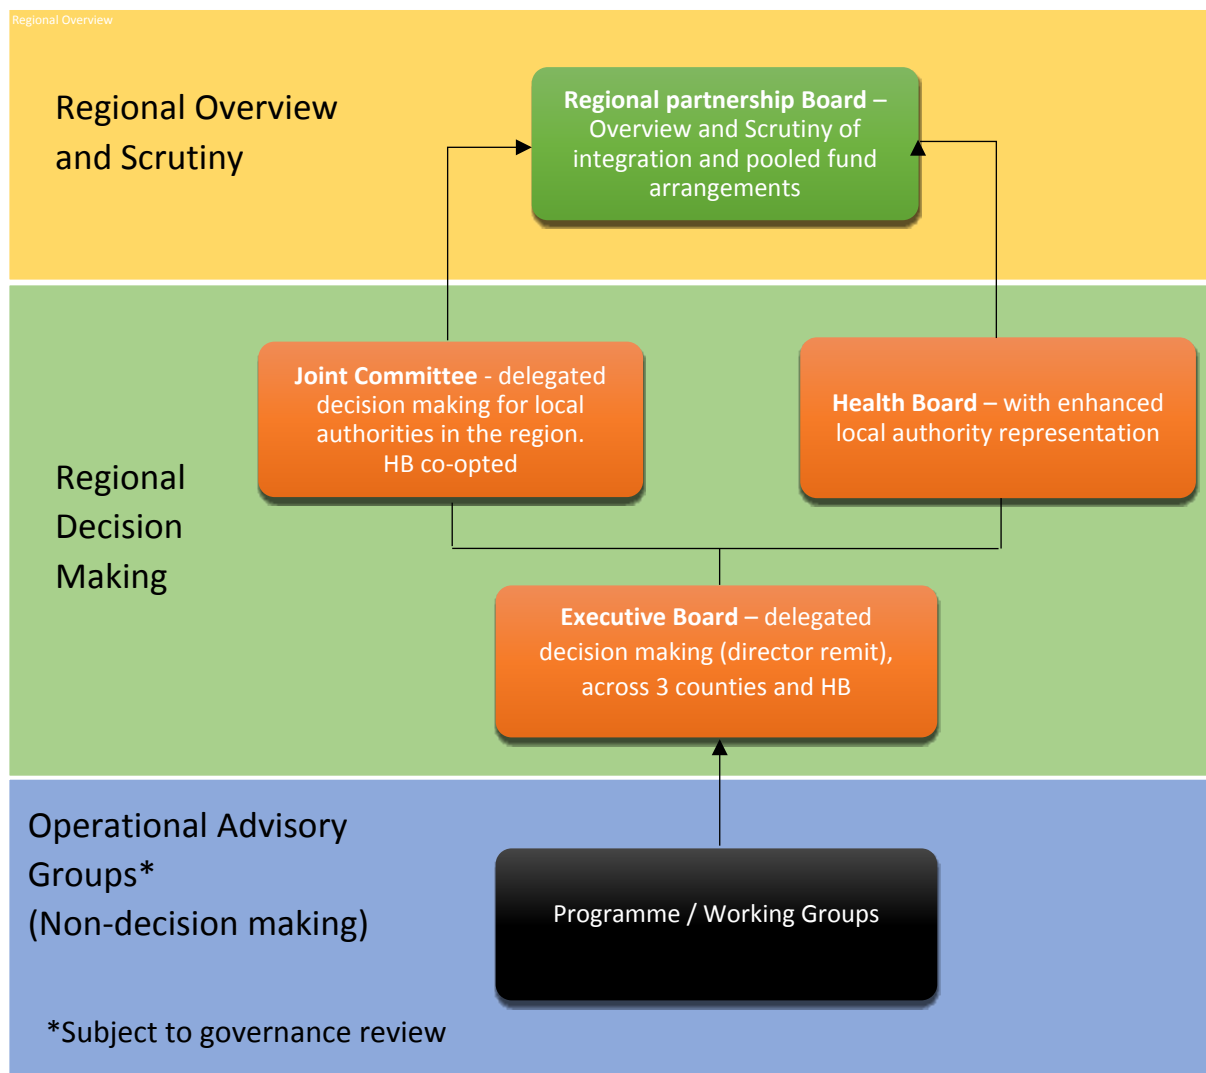 Regional Overview
Regional Overview
and Scrutiny
Regional partnership Board –
Overview and Scrutiny of
integration and pooled fund
arrangements
Regional
Decision
Making
Joint Committee - delegated
decision making for local
authorities in the region.
HB co-opted
Health Board – with enhanced
local authority representation
Executive Board – delegated
decision making (director remit),
across 3 counties and HB
Operational Advisory
Groups*
(Non-decision making)
Programme / Working Groups
*Subject to governance review